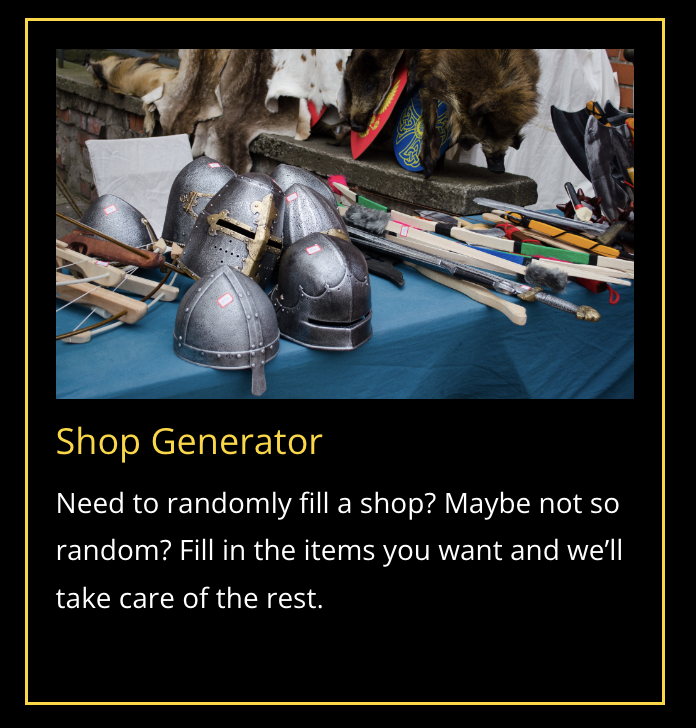 Shop Generator
Need to randomly fill a shop? Maybe not so
random? Fill in the items you want and we’ll
take care of the rest.